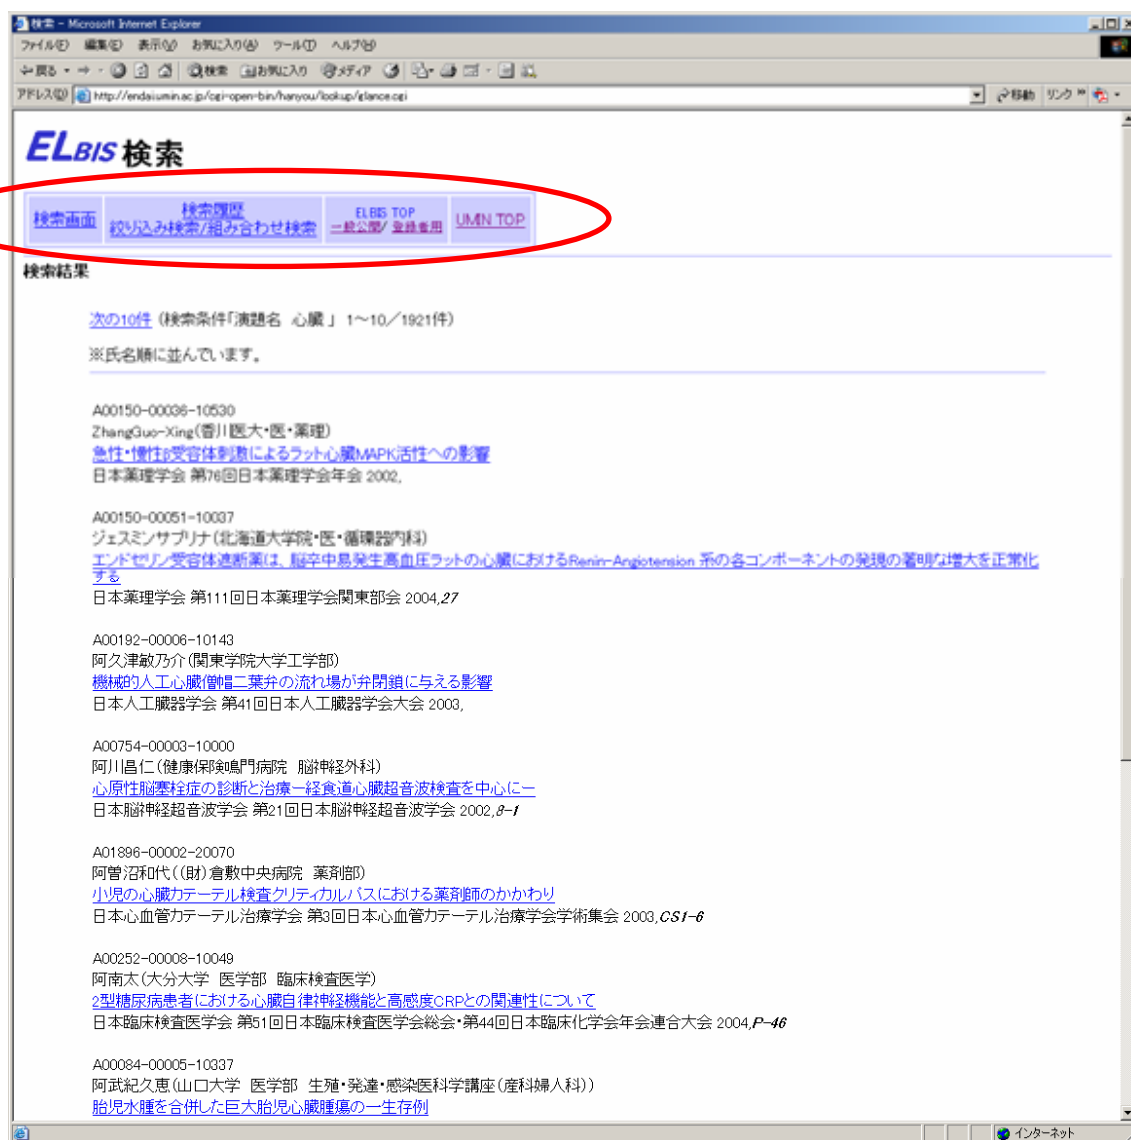 検索 - Microsoft Internet Explorer
ファイル(F) 編集(E) 表示(V) お気に入り(A) ツール(T) ヘルプ(H)
戻る 検索 お気に入り メディア
アドレス(D) http://endai.umin.ac.jp/cgi-open-bin/hanyou/lookup/glance.cgi 移動 リンク »
ELBIS 検索
検索画面 検索履歴 絞り込み検索/組み合わせ検索 ELBIS TOP 一般公開/ 登録者用 UMIN TOP
検索結果
次の10件 (検索条件「演題名 心臓 」 1～10／1921件)
※氏名順に並んでいます。
A00150-00036-10530
ZhangGuo-Xing(香川医大・医・薬理)
急性・慢性β受容体刺激によるラット心臓MAPK活性への影響
日本薬理学会 第76回日本薬理学会年会 2002,
A00150-00051-10037
ジェスミンサブリナ(北海道大学院・医・循環器内科)
エンドセリン受容体遮断薬は、脳卒中易発生高血圧ラットの心臓におけるRenin-Angiotension 系の各コンポーネントの発現の著明な増大を正常化
する
日本薬理学会 第111回日本薬理学会関東部会 2004,27
A00192-00006-10143
阿久津敏乃介(関東学院大学工学部)
機械的人工心臓僧帽二葉弁の流れ場が弁閉鎖に与える影響
日本人工臓器学会 第41回日本人工臓器学会大会 2003,
A00754-00003-10000
阿川昌仁(健康保険鳴門病院 脳神経外科)
心原性脳塞栓症の診断と治療ー経食道心臓超音波検査を中心にー
日本脳神経超音波学会 第21回日本脳神経超音波学会 2002,8-1
A01896-00002-20070
阿曽沼和代((財)倉敷中央病院 薬剤部)
小児の心臓カテーテル検査クリティカルパスにおける薬剤師のかかわり
日本心血管カテーテル治療学会 第3回日本心血管カテーテル治療学会学術集会 2003,CS1-6
A00252-00008-10049
阿南太(大分大学 医学部 臨床検査医学)
2型糖尿病患者における心臓自律神経機能と高感度CRPとの関連性について
日本臨床検査医学会 第51回日本臨床検査医学会総会・第44回日本臨床化学会年会連合大会 2004,P-46
A00084-00005-10337
阿武紀久恵(山口大学 医学部 生殖・発達・感染医科学講座(産科婦人科))
胎児水腫を合併した巨大胎児心臓腫瘍の一生存例
インターネット